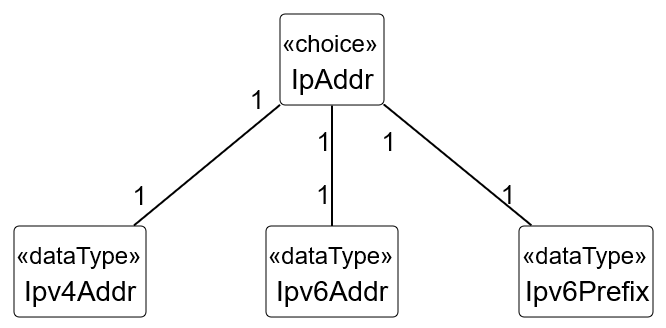 «choice»
IpAddr
1
1
1
1
1
1
«dataType»
Ipv4Addr
«dataType»
Ipv6Addr
«dataType»
Ipv6Prefix